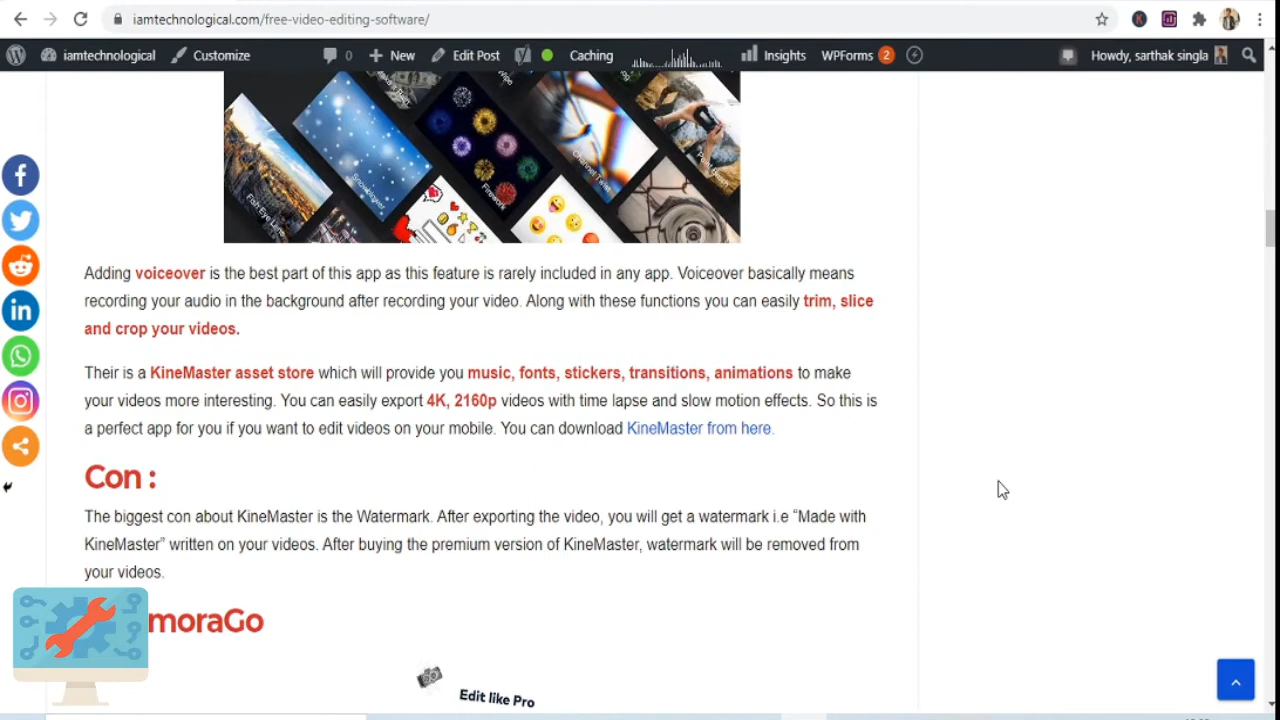 iamtechnological.com/free-video-editing-software/
iamtechnological Customize 0 New Edit Post Caching Insights WPForms 2 Howdy, sarthak singla
Fish Eye Lens
Snowblower
Firework
Channel Twist
Adding voiceover is the best part of this app as this feature is rarely included in any app. Voiceover basically means
recording your audio in the background after recording your video. Along with these functions you can easily trim, slice
and crop your videos.
Their is a KineMaster asset store which will provide you music, fonts, stickers, transitions, animations to make
your videos more interesting. You can easily export 4K, 2160p videos with time lapse and slow motion effects. So this is
a perfect app for you if you want to edit videos on your mobile. You can download KineMaster from here.
Con :
The biggest con about KineMaster is the Watermark. After exporting the video, you will get a watermark i.e “Made with
KineMaster” written on your videos. After buying the premium version of KineMaster, watermark will be removed from
your videos.
moraGo
Edit like Pro